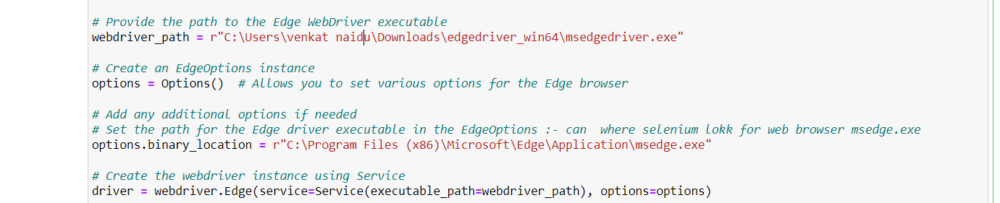 # Provide the path to the Edge WebDriver executable
webdriver_path = r"C:\Users\venkat naidu\Downloads\edgedriver_win64\msedgedriver.exe"
# Create an EdgeOptions instance
options = Options()  # Allows you to set various options for the Edge browser
# Add any additional options if needed
# Set the path for the Edge driver executable in the EdgeOptions :- can  where selenium lokk for web browser msedge.exe
options.binary_location = r"C:\Program Files (x86)\Microsoft\Edge\Application\msedge.exe"
# Create the webdriver instance using Service
driver = webdriver.Edge(service=Service(executable_path=webdriver_path), options=options)